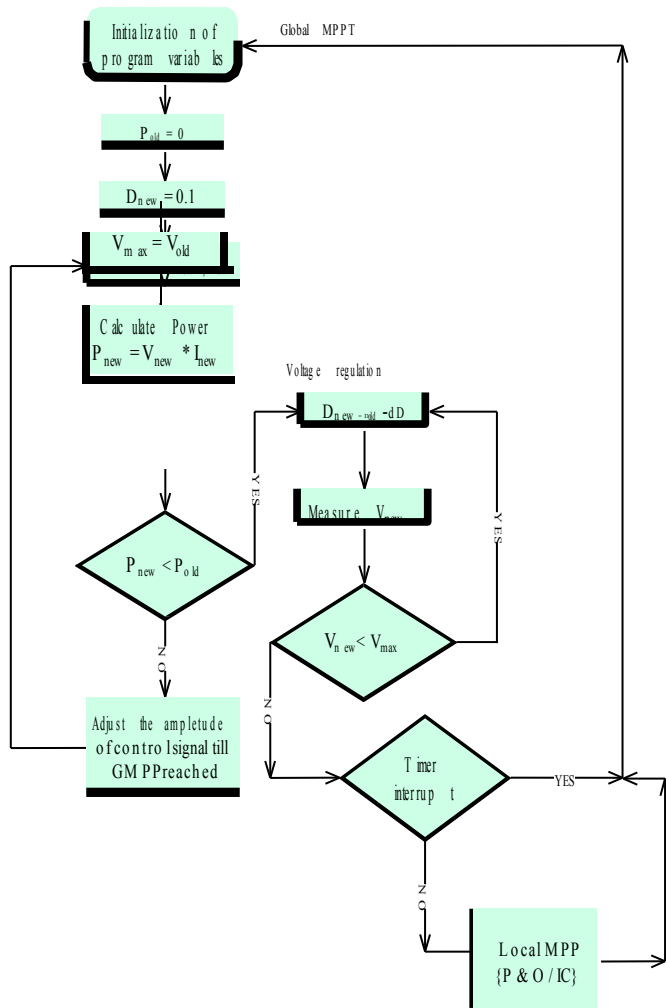 Initialization of
program variables
Global MPPT
P_old = 0
D_new = 0.1
V_max = V_old
Calculate Power
P_new = V_new * I_new
Voltage regulation
D_new - -dD
YES
Measure V_new
YES
P_new < P_old
V_new < V_max
NO
NO
Adjust the ampletude
of control signal till
GMPP reached
Timer
interrupt t
YES
NO
Local MPP
{P & O / IC}